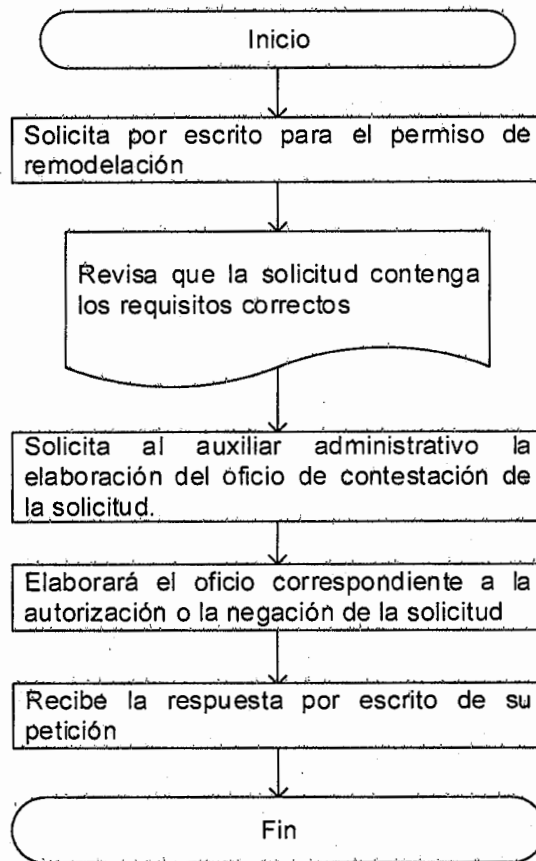 Inicio
Solicita por escrito para el permiso de
remodelación
Revisa que la solicitud contenga
los requisitos correctos
Solicita al auxiliar administrativo la
elaboración del oficio de contestación de
la solicitud.
Elaborará el oficio correspondiente a la
autorización o la negación de la solicitud
Recibe la respuesta por escrito de su
petición
Fin